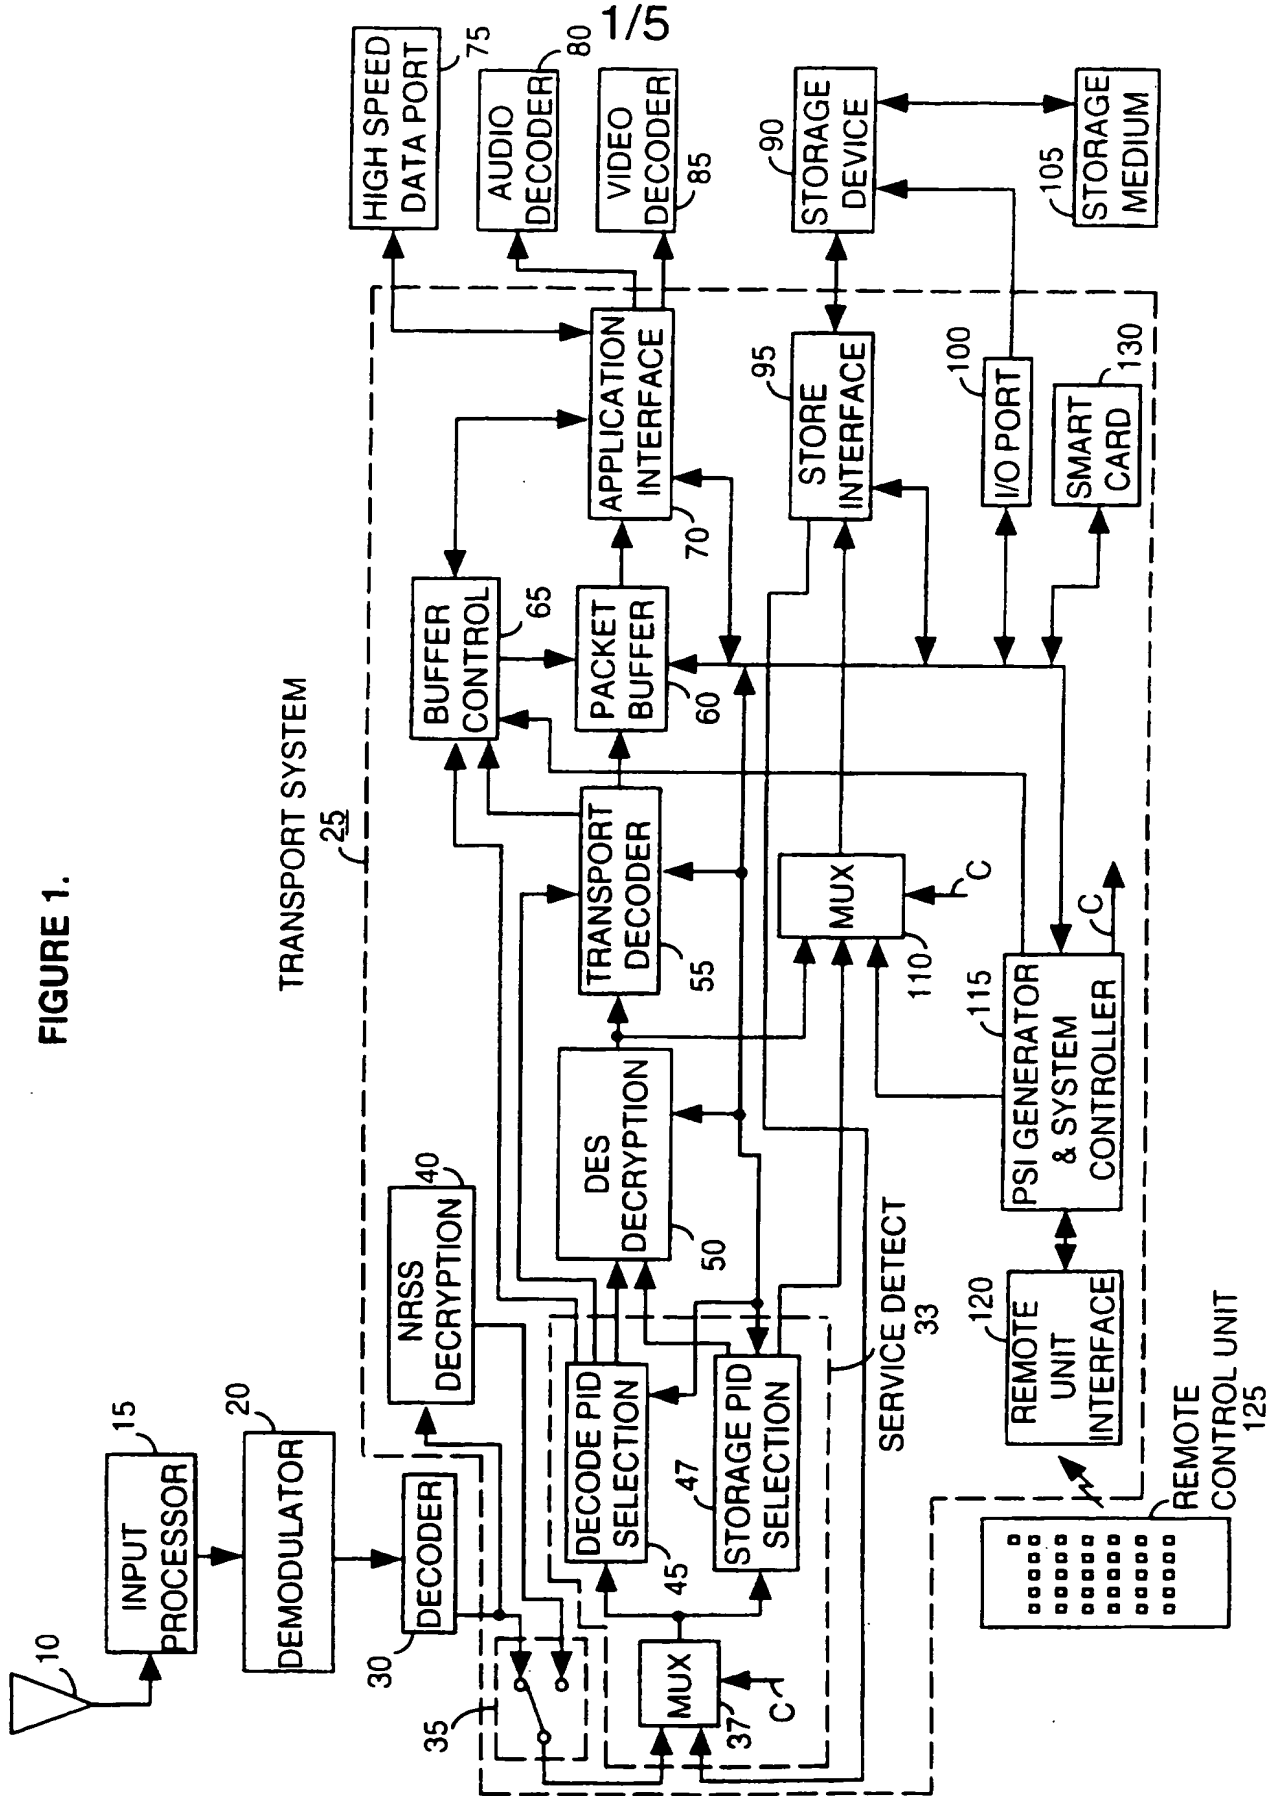 1/5
FIGURE 1.
TRANSPORT SYSTEM
25
10
INPUT
PROCESSOR
15
DEMODULATOR
20
DECODER
30
35
NRSS
DECRYPTION
40
MUX
37
C
DECODE PID
SELECTION
45
STORAGE PID
SELECTION
47
SERVICE DETECT
33
DES
DECRYPTION
50
TRANSPORT
DECODER
55
PACKET
BUFFER
60
BUFFER
CONTROL
65
APPLICATION
INTERFACE
70
HIGH SPEED
DATA PORT
75
AUDIO
DECODER
80
VIDEO
DECODER
85
STORAGE
DEVICE
90
STORE
INTERFACE
95
I/O PORT
100
STORAGE
MEDIUM
105
SMART
CARD
130
MUX
110
C
PSI GENERATOR
& SYSTEM
CONTROLLER
115
C
REMOTE
UNIT
INTERFACE
120
REMOTE
CONTROL UNIT
125